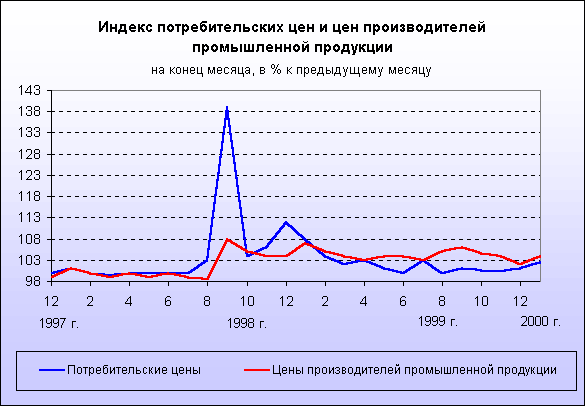 Индекс потребительских цен и цен производителей
промышленной продукции
на конец месяца, в % к предыдущему месяцу
143
138
133
128
123
118
113
108
103
98
12 2 4 6 8 10 12 2 4 6 8 10 12
1997 г. 1998 г. 1999 г. 2000 г.
Потребительские цены Цены производителей промышленной продукции